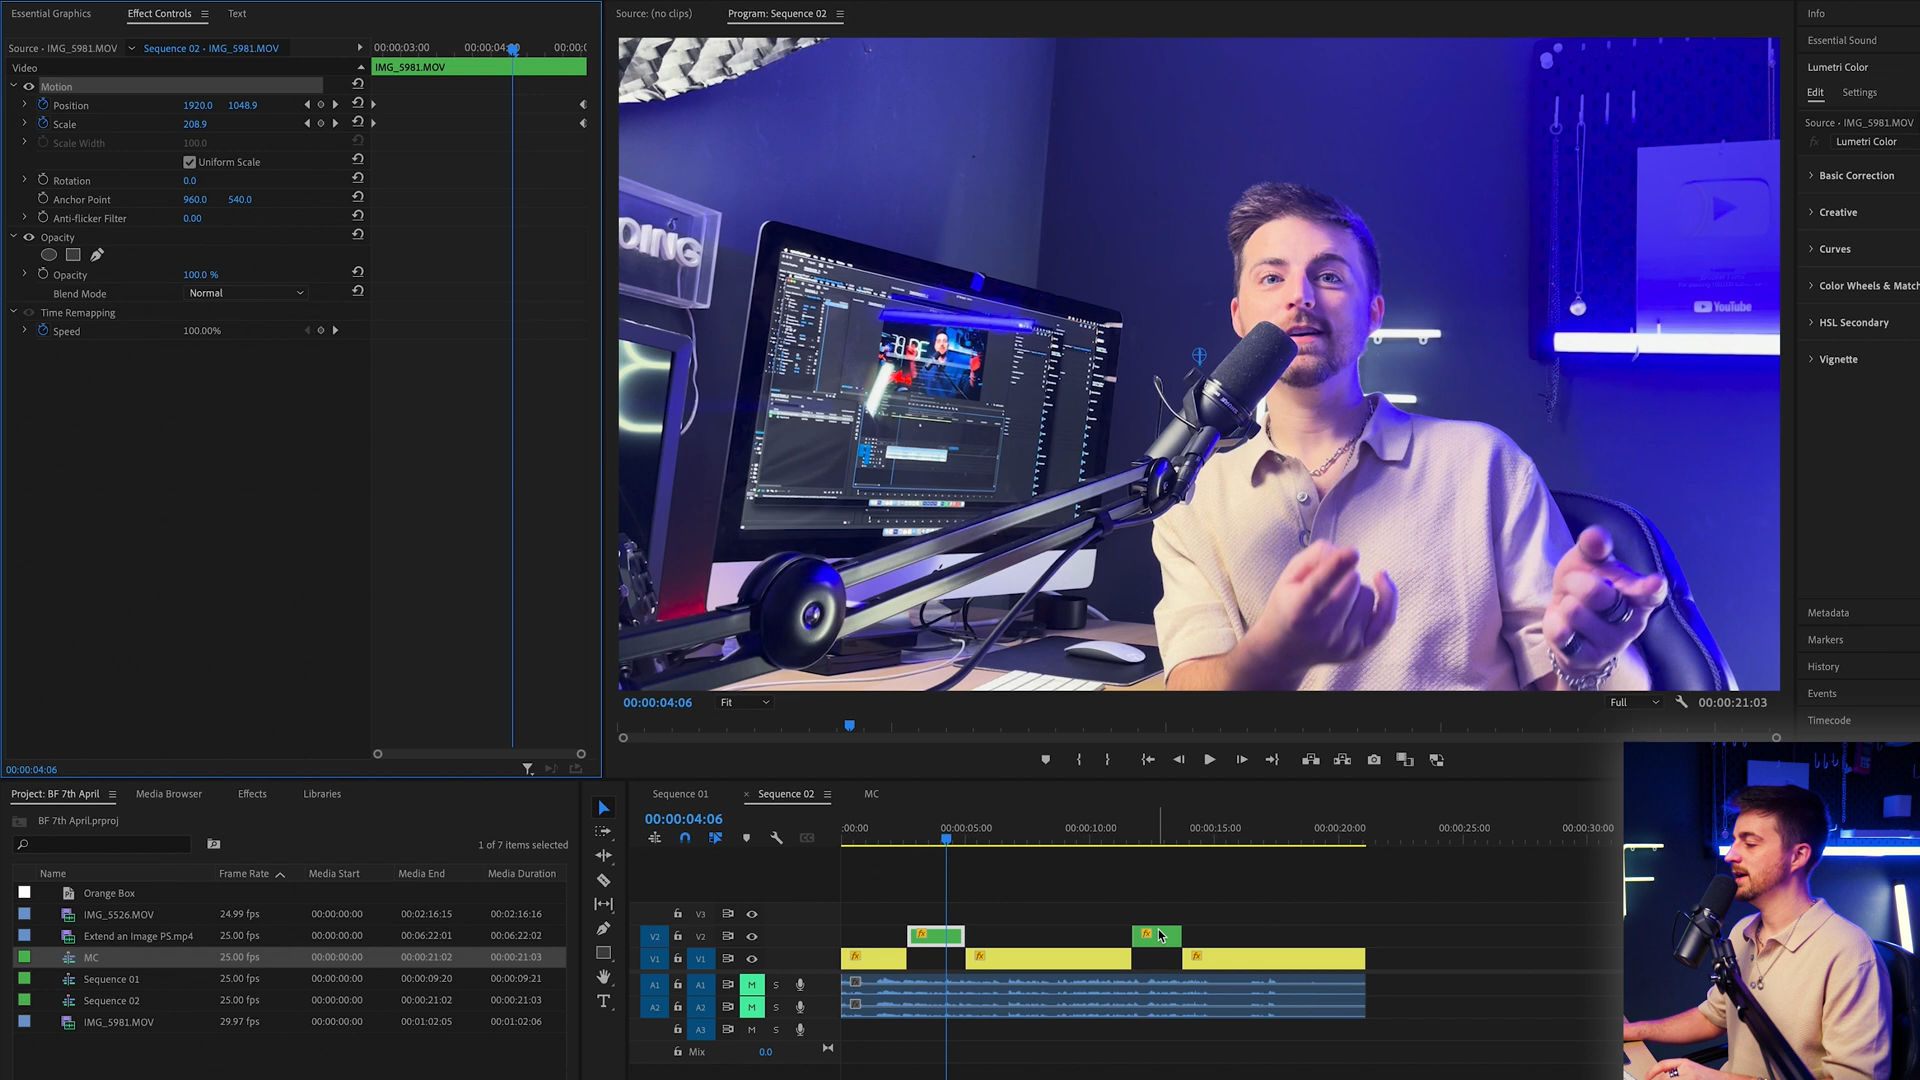 Essential Graphics
Effect Controls
Text
Source • IMG_5981.MOV
Sequence 02 • IMG_5981.MOV
00:00:03:00
Video
IMG_5981.MOV
Motion
Position 1920.0 1048.9
Scale 208.9
Scale Width 100.0
Uniform Scale
Rotation 0.0
Anchor Point 960.0 540.0
Anti-flicker Filter 0.00
Opacity
Opacity 100.0 %
Blend Mode Normal
Time Remapping
Speed 100.00%
00:00:04:06
Source: (no clips)
Program: Sequence 02
YouTube
00:00:04:06
Fit
Full
00:00:21:03
Info
Essential Sound
Lumetri Color
Edit
Settings
Source • IMG_5981.MOV
fx Lumetri Color
Basic Correction
Creative
Curves
Color Wheels & Match
HSL Secondary
Vignette
Metadata
Markers
History
Events
Timecode
Project: BF 7th April
Media Browser
Effects
Libraries
BF 7th April.prproj
1 of 7 items selected
Name Frame Rate Media Start Media End Media Duration
Orange Box
IMG_5526.MOV 24.99 fps 00:00:00:00 00:02:16:15 00:02:16:16
Extend an Image PS.mp4 25.00 fps 00:00:00:00 00:06:22:01 00:06:22:02
MC 25.00 fps 00:00:00:00 00:00:21:02 00:00:21:03
Sequence 01 25.00 fps 00:00:00:00 00:00:09:20 00:00:09:21
Sequence 02 25.00 fps 00:00:00:00 00:00:21:02 00:00:21:03
IMG_5981.MOV 29.97 fps 00:00:00:00 00:01:02:05 00:01:02:06
Sequence 01
× Sequence 02
MC
00:00:04:06
:00:00 00:00:05:00 00:00:10:00 00:00:15:00 00:00:20:00 00:00:25:00 00:00:30:00
V3
V2 V2 fx fx
V1 V1 fx fx fx
A1 A1 M S
A2 A2 M S
A3 M S
Mix 0.0